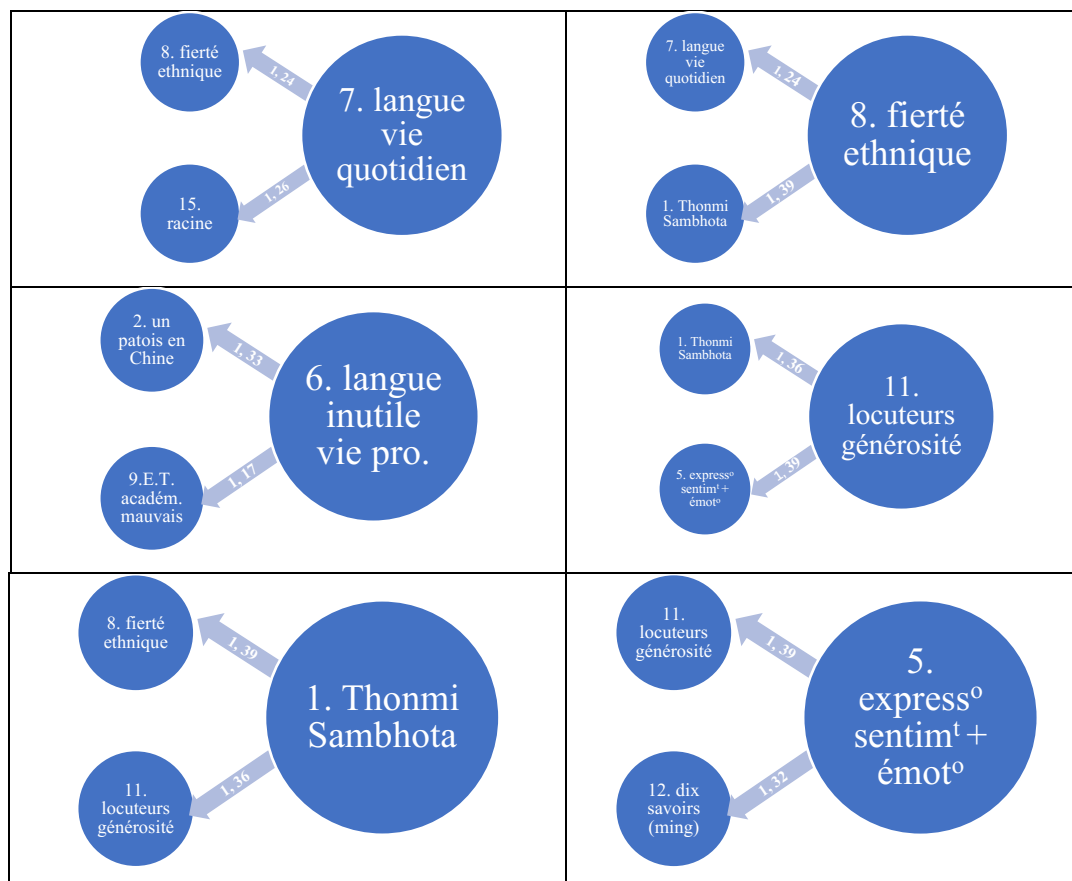 8. fierté
ethnique
1, 24
7. langue
vie
quotidien
15.
racine
1, 26
7. langue
vie
quotidien
1, 24
8. fierté
ethnique
1. Thonmi
Sambhota
1, 39
2. un
patois en
Chine
1, 33
6. langue
inutile
vie pro.
9.E.T.
académ.
mauvais
1, 17
1. Thonmi
Sambhota
1, 36
11.
locuteurs
générosité
5. expressᵒ
sentimᵗ +
émotᵒ
1, 39
8. fierté
ethnique
1, 39
1. Thonmi
Sambhota
11.
locuteurs
générosité
1, 36
11.
locuteurs
générosité
1, 39
5.
expressᵒ
sentimᵗ +
émotᵒ
12. dix
savoirs
(ming)
1, 32